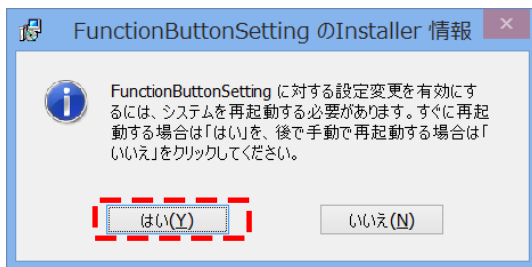 FunctionButtonSetting のInstaller 情報
FunctionButtonSetting に対する設定変更を有効にす
るには、システムを再起動する必要があります。すぐに再起
動する場合は「はい」を、後で手動で再起動する場合は「
いいえ」をクリックしてください。
はい(Y)
いいえ(N)